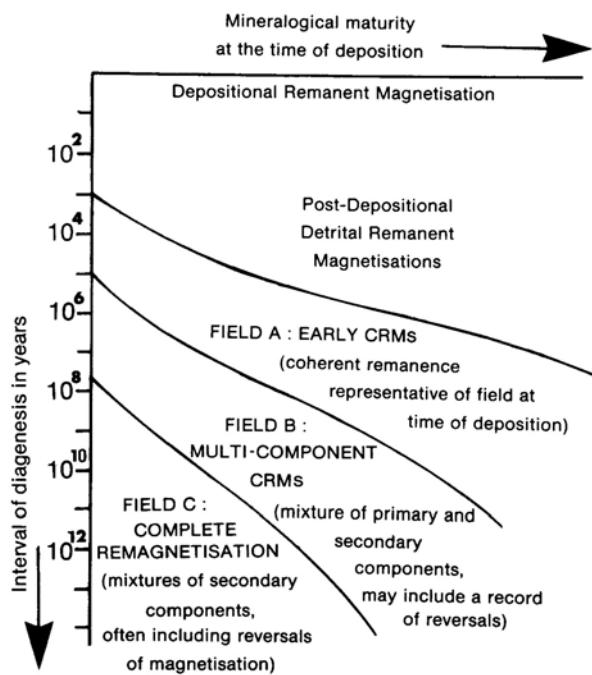 Mineralogical maturity
at the time of deposition
Depositional Remanent Magnetisation
10²
10⁴
10⁶
10⁸
10¹⁰
10¹²
Interval of diagenesis in years
Post-Depositional
Detrital Remanent
Magnetisations
FIELD A : EARLY CRMs
(coherent remanence
representative of field at
time of deposition)
FIELD B :
MULTI-COMPONENT
CRMs
(mixture of primary and
secondary
components,
may include a record
of reversals)
FIELD C :
COMPLETE
REMAGNETISATION
(mixtures of secondary
components,
often including reversals
of magnetisation)